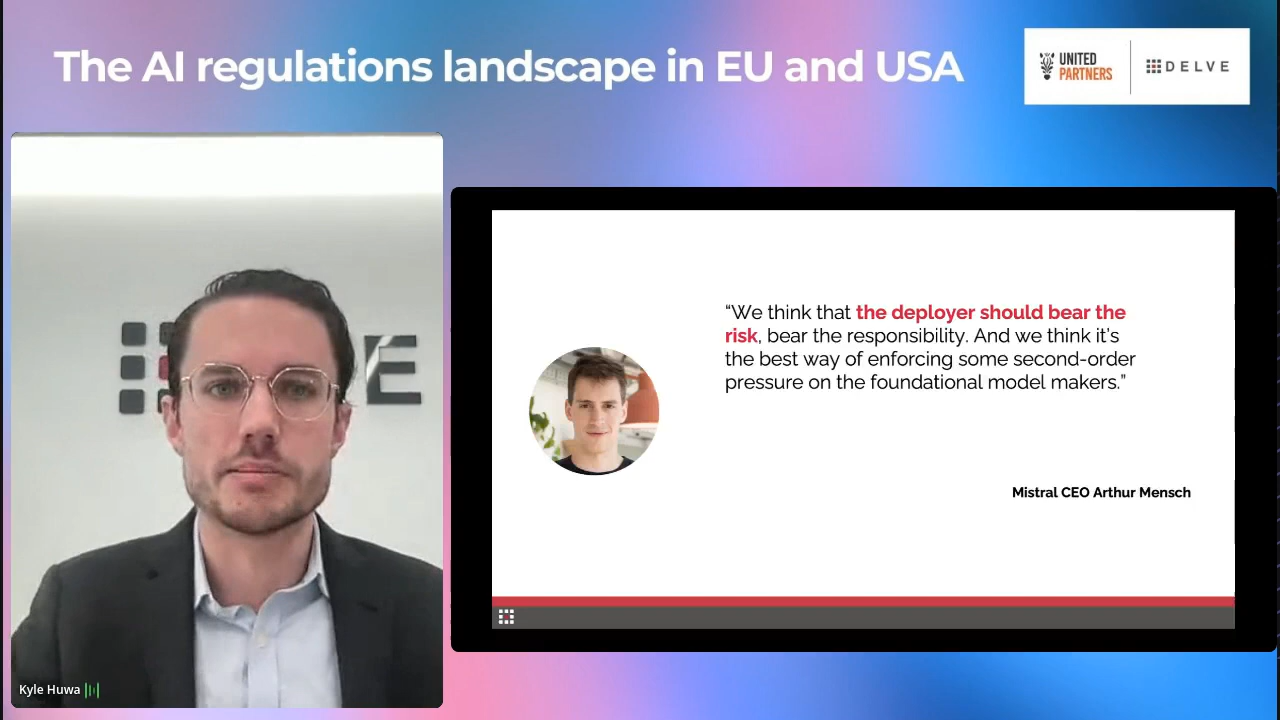 The AI regulations landscape in EU and USA
UNITED
PARTNERS
DELVE
VE
“We think that the deployer should bear the
risk, bear the responsibility. And we think it’s
the best way of enforcing some second-order
pressure on the foundational model makers.”
Mistral CEO Arthur Mensch
Kyle Huwa